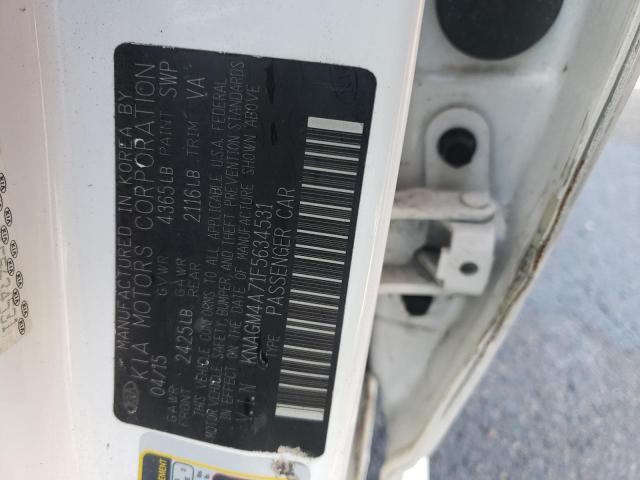 MANUFACTURED IN KOREA BY
KIA MOTORS CORPORATION
04/15 GVWR 4365LB PAINT SWP
GAWR FRONT 2425LB GAWR REAR 2116LB TRIM VA
THIS VEHICLE CONFORMS TO ALL APPLICABLE U.S.A. FEDERAL
MOTOR VEHICLE SAFETY, BUMPER AND THEFT PREVENTION STANDARDS
IN EFFECT ON THE DATE OF MANUFACTURE SHOWN ABOVE
V.I.N KNAGM4A71F5634531
TYPE PASSENGER CAR